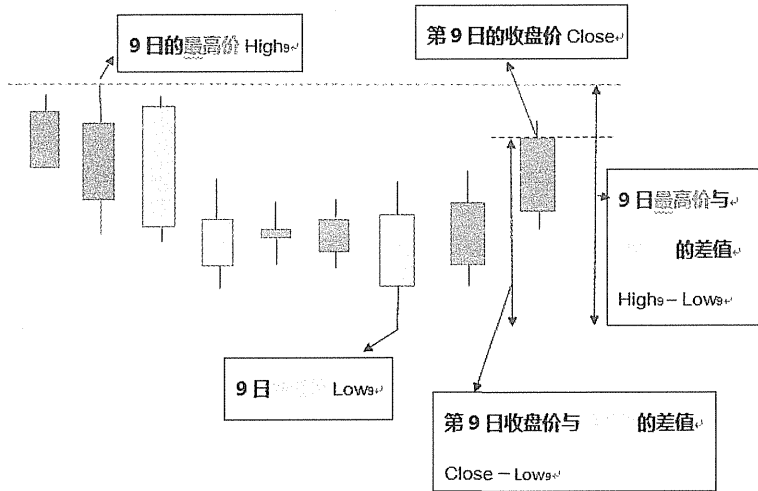 9日的最高价 High₉
第9日的收盘价 Close
9日最高价与
的差值
High₉ – Low₉
9日 Low₉
第9日收盘价与 的差值
Close – Low₉